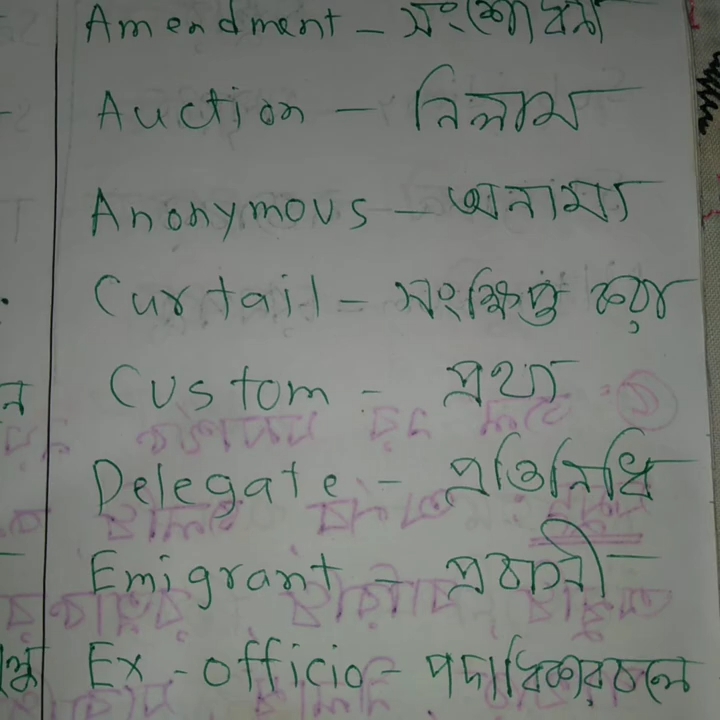 Amendment - সংশোধনী
Auction - নিলাম
Anonymous - অনাম্য
Curtail - সংক্ষিপ্ত করা
Custom - প্রথা
Delegate - প্রতিনিধি
Emigrant - প্রবাসী
Ex-officio - পদাধিকারবলে